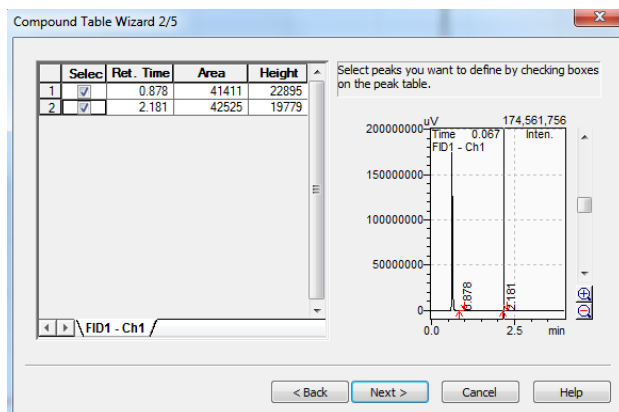 Compound Table Wizard 2/5
Selec Ret. Time Area Height
1 0.878 41411 22895
2 2.181 42525 19779
FID1 - Ch1
Select peaks you want to define by checking boxes
on the peak table.
uV 174,561,756
200000000
Time 0.067 Inten.
FID1 - Ch1
150000000
100000000
50000000
0
0.878
2.181
0.0 2.5 min
< Back Next > Cancel Help